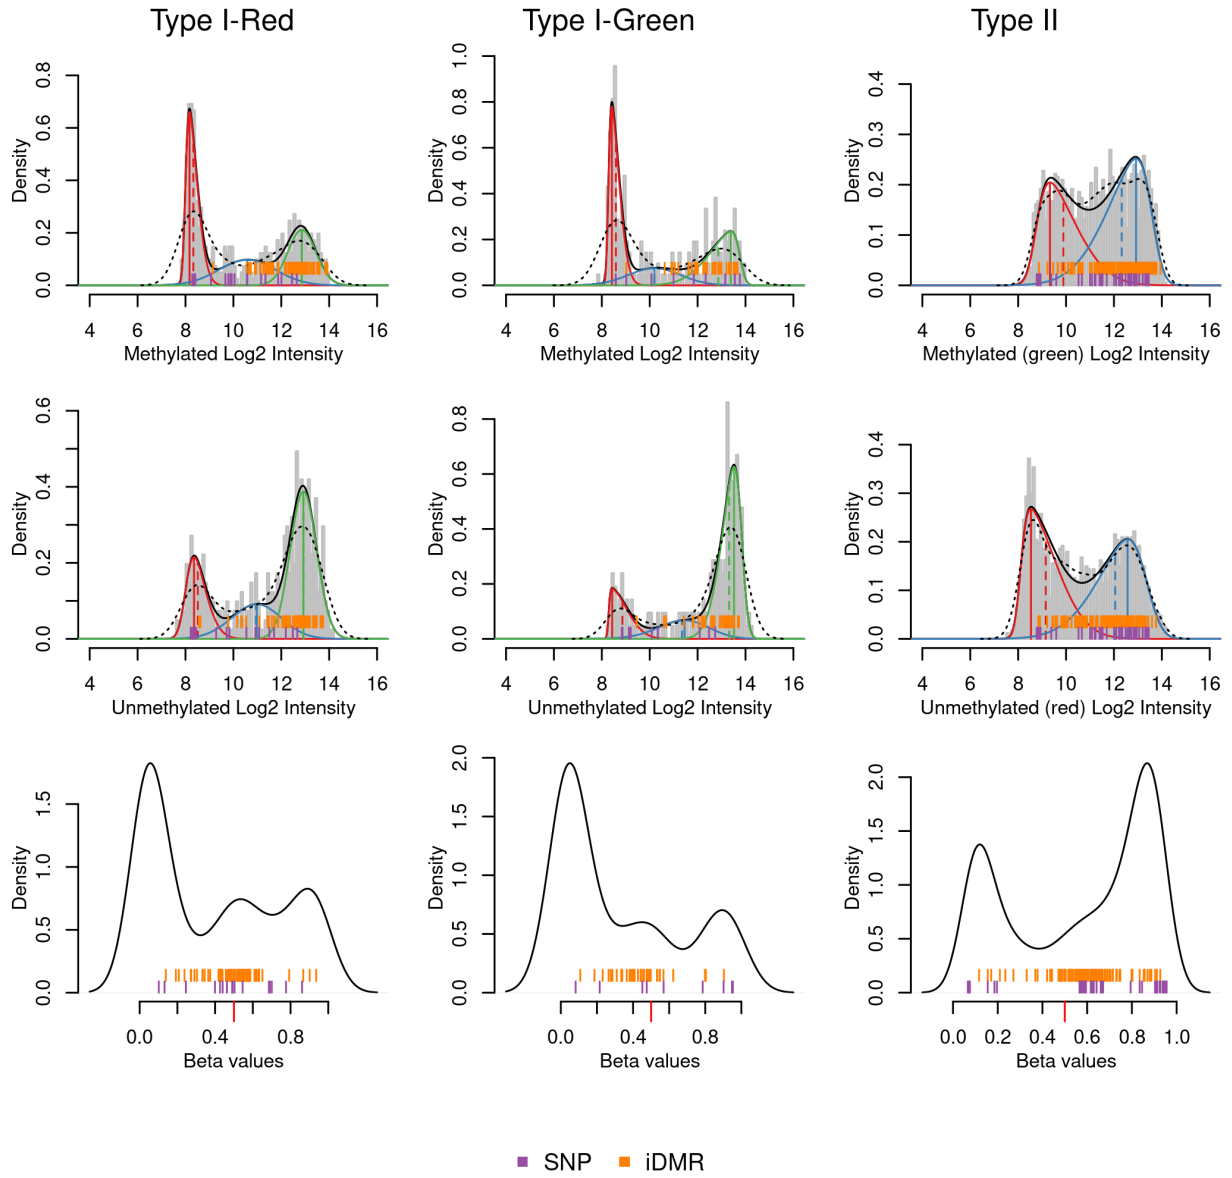 Type I-Red Type I-Green Type II
Density 0.0 0.2 0.4 0.6 0.8
4 6 8 10 12 14 16
Methylated Log2 Intensity
Density 0.0 0.2 0.4 0.6 0.8 1.0
4 6 8 10 12 14 16
Methylated Log2 Intensity
Density 0.0 0.1 0.2 0.3 0.4
4 6 8 10 12 14 16
Methylated (green) Log2 Intensity
Density 0.0 0.2 0.4 0.6
4 6 8 10 12 14 16
Unmethylated Log2 Intensity
Density 0.0 0.2 0.4 0.6 0.8
4 6 8 10 12 14 16
Unmethylated Log2 Intensity
Density 0.0 0.1 0.2 0.3 0.4
4 6 8 10 12 14 16
Unmethylated (red) Log2 Intensity
Density 0.0 0.5 1.0 1.5
0.0 0.4 0.8
Beta values
Density 0.0 0.5 1.0 1.5 2.0
0.0 0.4 0.8
Beta values
Density 0.0 0.5 1.0 1.5 2.0
0.0 0.2 0.4 0.6 0.8 1.0
Beta values
SNP iDMR